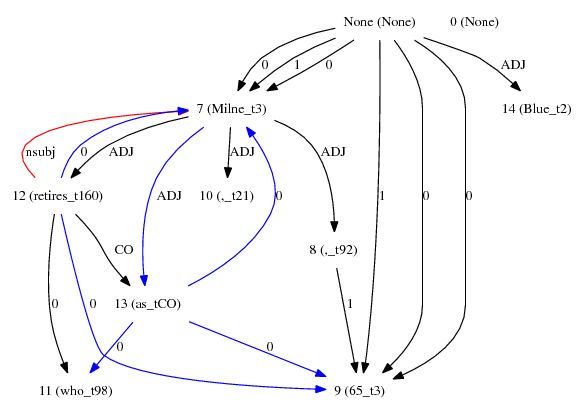 None (None) 0 (None)
0 1 0 ADJ
7 (Milne_t3) 14 (Blue_t2)
nsubj 0 ADJ ADJ ADJ
12 (retires_t160) ADJ 10 (,_t21) 0 1 0 0
CO 8 (,_t92)
0 0 13 (as_tCO) 1
0 0
11 (who_t98) 9 (65_t3)